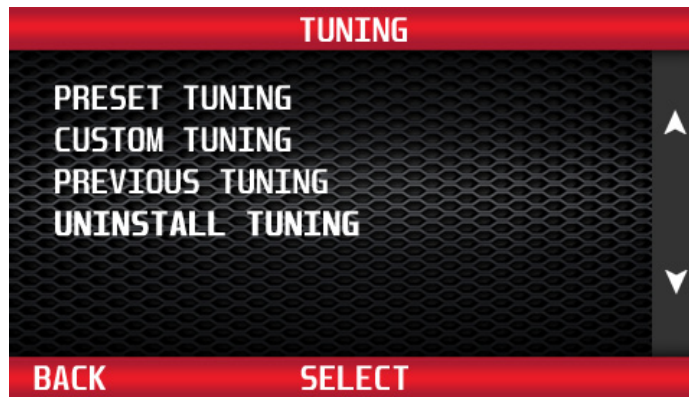 TUNING
PRESET TUNING
CUSTOM TUNING
PREVIOUS TUNING
UNINSTALL TUNING
BACK SELECT